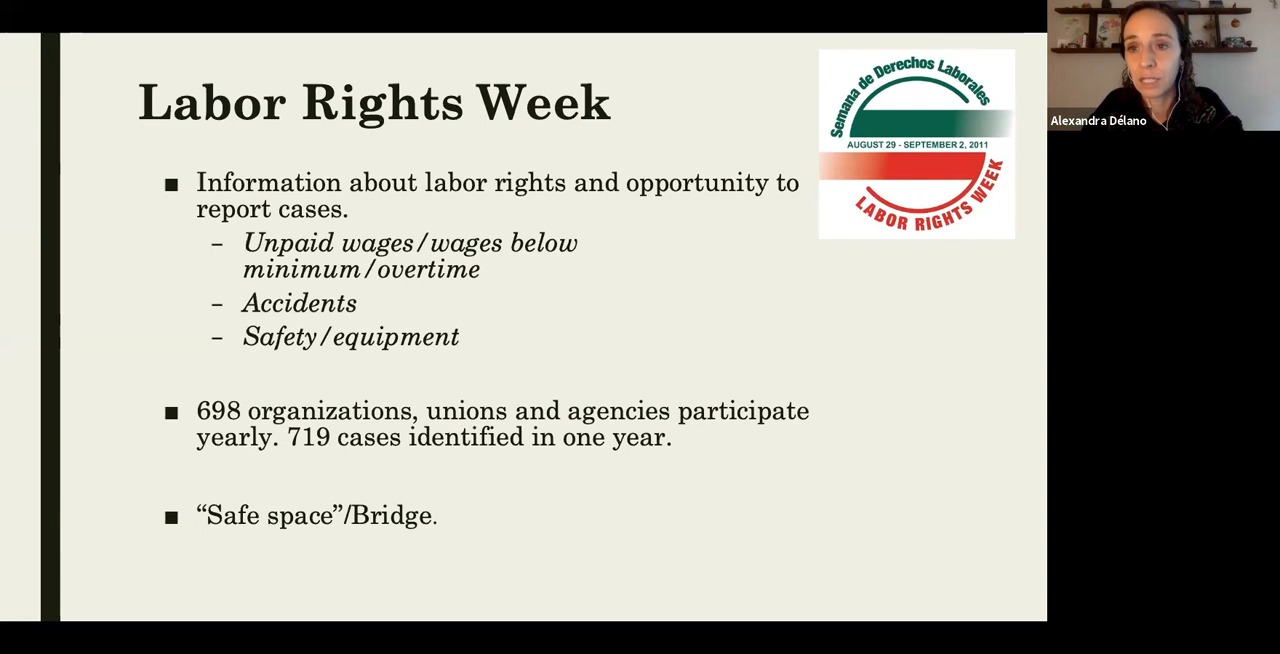 Labor Rights Week
Semana de Derechos Laborales
AUGUST 29 - SEPTEMBER 2, 2011
LABOR RIGHTS WEEK
Alexandra Délano
■ Information about labor rights and opportunity to
report cases.
– Unpaid wages/wages below
minimum/overtime
– Accidents
– Safety/equipment
■ 698 organizations, unions and agencies participate
yearly. 719 cases identified in one year.
■ “Safe space”/Bridge.